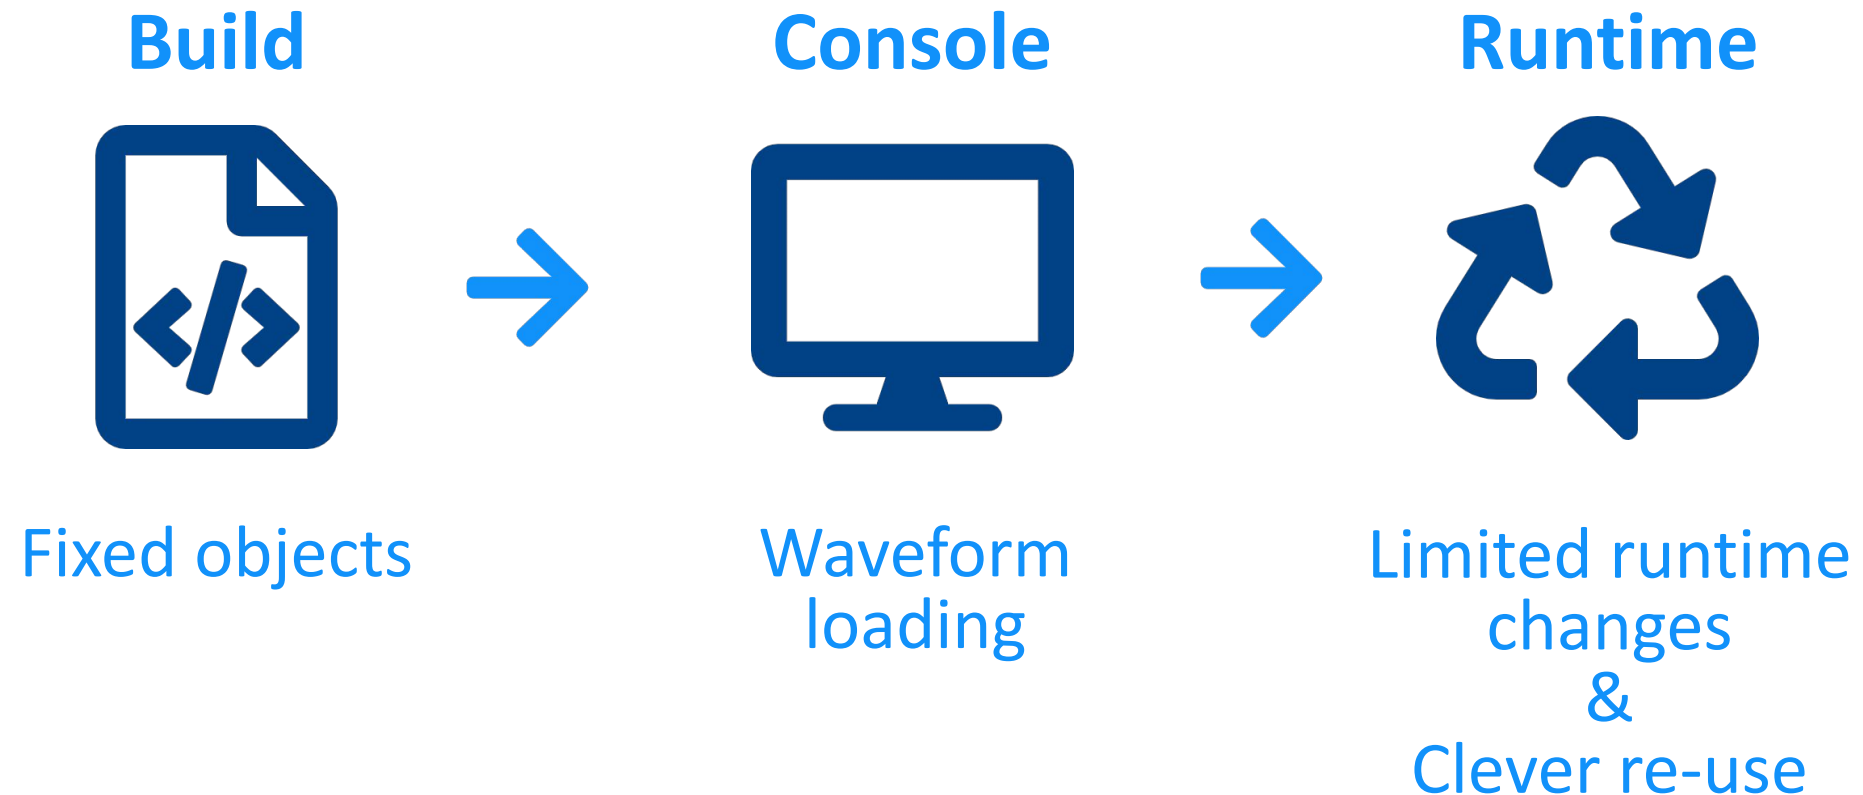 Build
Console
Runtime
</>
Fixed objects
Waveform
loading
Limited runtime
changes
&
Clever re-use